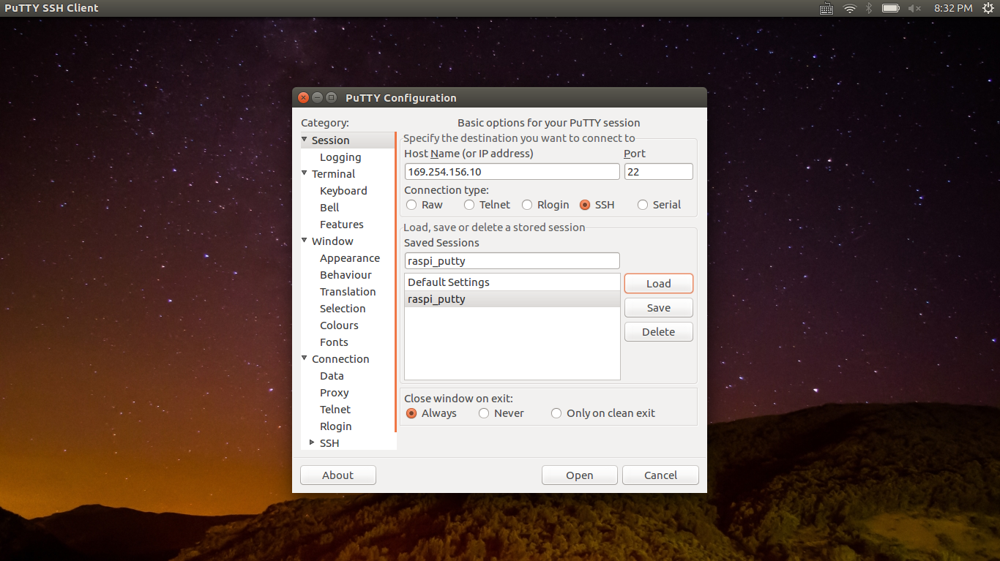 PuTTY SSH Client
8:32 PM
PuTTY Configuration
Category:
Session
Logging
Terminal
Keyboard
Bell
Features
Window
Appearance
Behaviour
Translation
Selection
Colours
Fonts
Connection
Data
Proxy
Telnet
Rlogin
SSH
Basic options for your PuTTY session
Specify the destination you want to connect to
Host Name (or IP address) Port
169.254.156.10 22
Connection type:
Raw Telnet Rlogin SSH Serial
Load, save or delete a stored session
Saved Sessions
raspi_putty
Default Settings Load
raspi_putty
Save
Delete
Close window on exit:
Always Never Only on clean exit
About Open Cancel